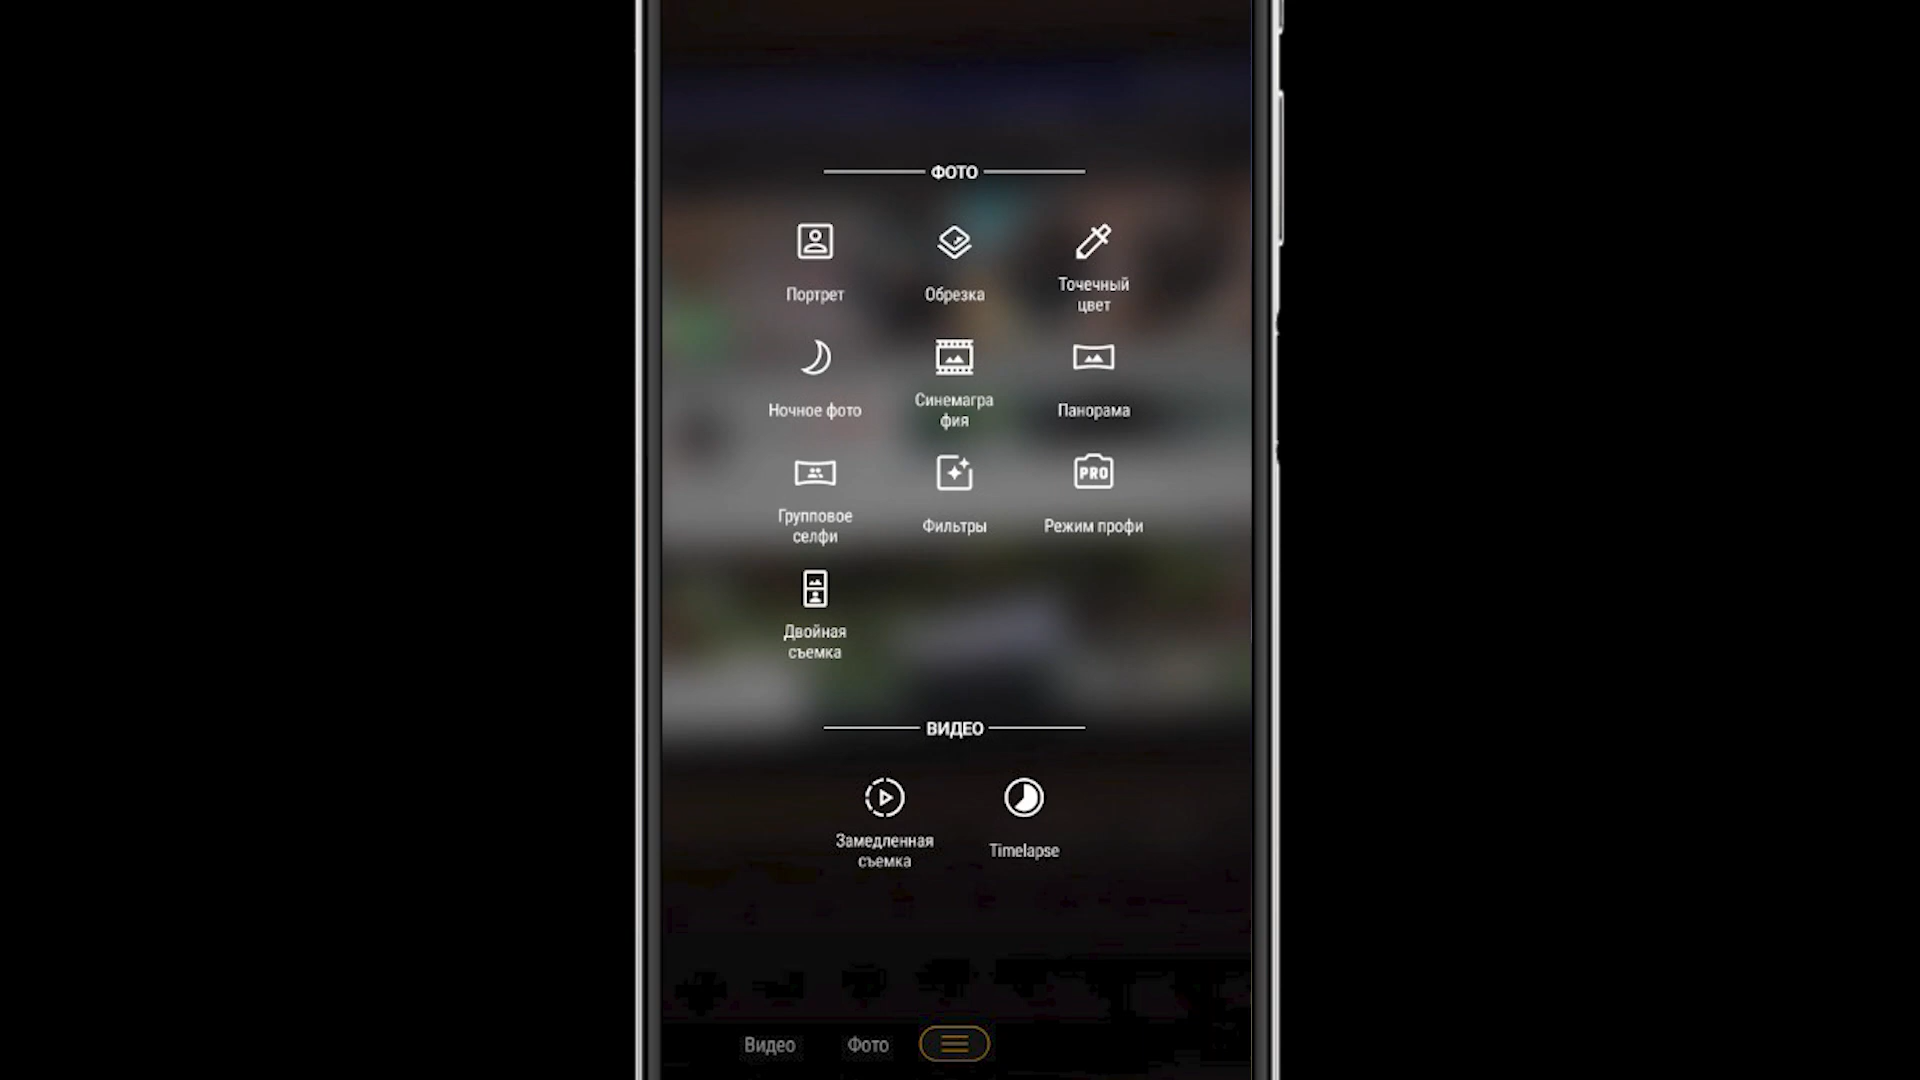 ФОТО
Портрет
Обрезка
Точечный
цвет
Ночное фото
Синемагра
фия
Панорама
Групповое
селфи
Фильтры
PRO
Режим профи
Двойная
съемка
ВИДЕО
Замедленная
съемка
Timelapse
Видео
Фото